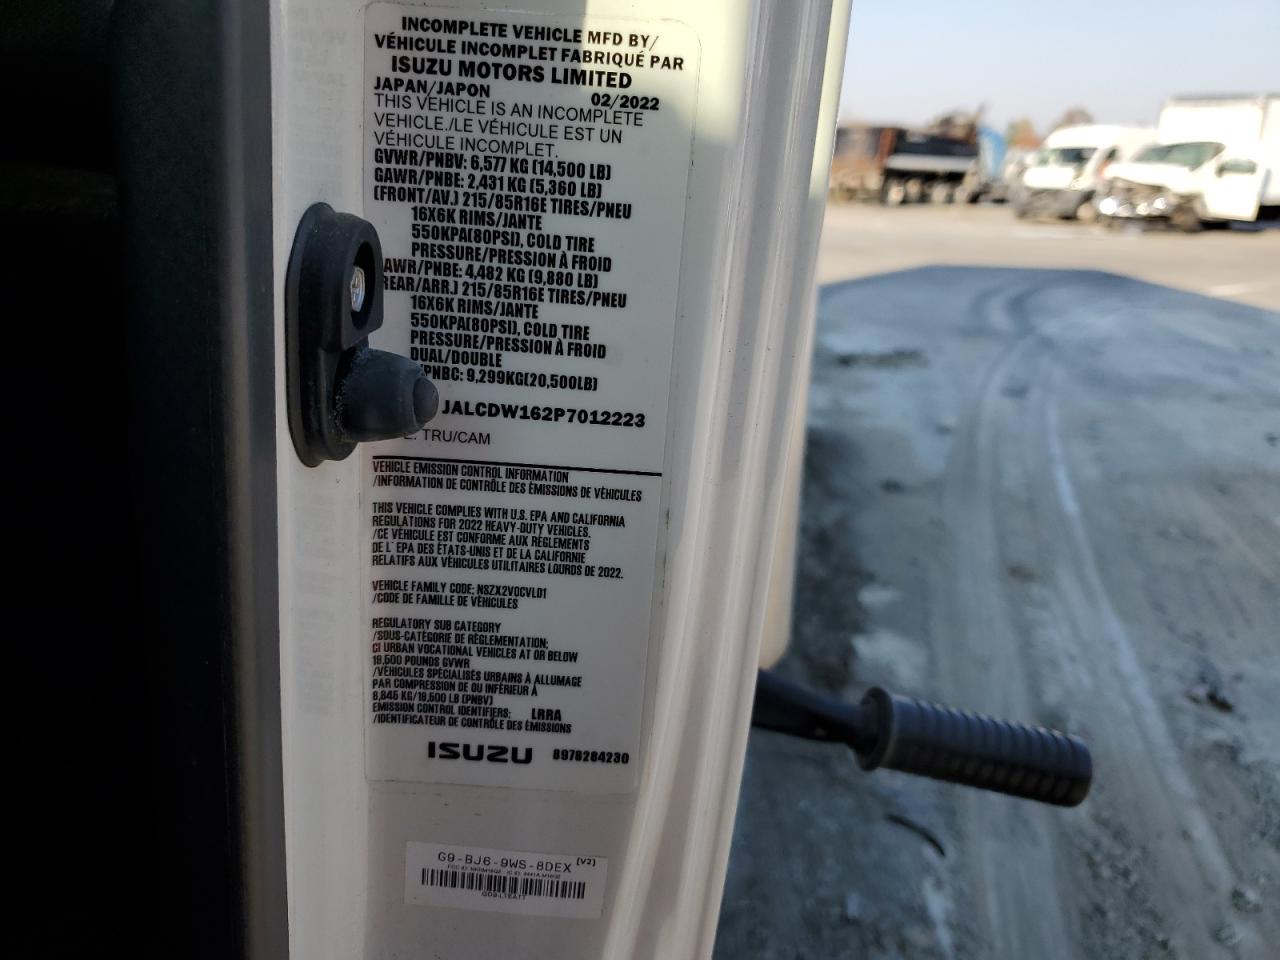 INCOMPLETE VEHICLE MFD BY/
VÉHICULE INCOMPLET FABRIQUÉ PAR
ISUZU MOTORS LIMITED
JAPAN/JAPON 02/2022
THIS VEHICLE IS AN INCOMPLETE
VEHICLE./LE VÉHICULE EST UN
VÉHICULE INCOMPLET.
GVWR/PNBV: 6,577 KG (14,500 LB)
GAWR/PNBE: 2,431 KG (5,360 LB)
(FRONT/AV.) 215/85R16E TIRES/PNEU
16X6K RIMS/JANTE
550KPA(80PSI), COLD TIRE
PRESSURE/PRESSION À FROID
AWR/PNBE: 4,482 KG (9,880 LB)
REAR/ARR.) 215/85R16E TIRES/PNEU
16X6K RIMS/JANTE
550KPA(80PSI), COLD TIRE
PRESSURE/PRESSION À FROID
DUAL/DOUBLE
/PNBC: 9,299KG(20,500LB)
JALCDW162P7012223
E: TRU/CAM
VEHICLE EMISSION CONTROL INFORMATION
/INFORMATION DE CONTRÔLE DES ÉMISSIONS DE VÉHICULES
THIS VEHICLE COMPLIES WITH U.S. EPA AND CALIFORNIA
REGULATIONS FOR 2022 HEAVY-DUTY VEHICLES.
/CE VÉHICULE EST CONFORME AUX RÈGLEMENTS
DE L' EPA DES ÉTATS-UNIS ET DE LA CALIFORNIE
RELATIFS AUX VÉHICULES UTILITAIRES LOURDS DE 2022.
VEHICLE FAMILY CODE: NSZX2VOCVLD1
/CODE DE FAMILLE DE VÉHICULES
REGULATORY SUB CATEGORY
/SOUS-CATÉGORIE DE RÉGLEMENTATION:
CI URBAN VOCATIONAL VEHICLES AT OR BELOW
19,500 POUNDS GVWR
/VÉHICULES SPÉCIALISÉS URBAINS À ALLUMAGE
PAR COMPRESSION DE OU INFÉRIEUR À
8,845 KG/19,500 LB (PNBV)
EMISSION CONTROL IDENTIFIERS: LRRA
/IDENTIFICATEUR DE CONTRÔLE DES ÉMISSIONS
ISUZU 8978284230
G9-BJ6-9WS-8DEX (V2)